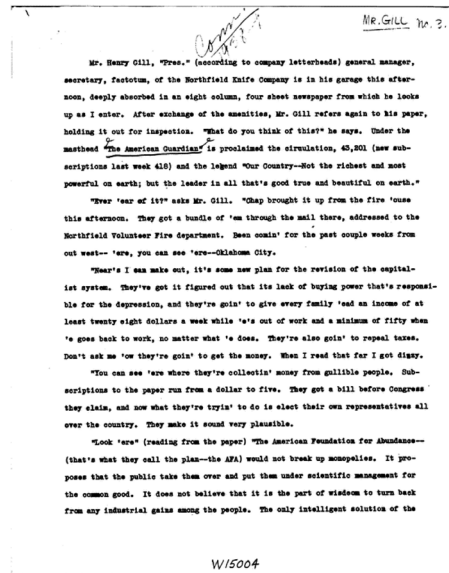 Conn.
MR. GILL no. 3.
Mr. Henry Gill, "Pres." (according to company letterheads) general manager,
secretary, factotum, of the Northfield Knife Company is in his garage this after-
noon, deeply absorbed in an eight column, four sheet newspaper from which he looks
up as I enter. After exchange of the amenities, Mr. Gill refers again to his paper,
holding it out for inspection. "What do you think of this?" he says. Under the
masthead "The American Guardian" is proclaimed the circulation, 43,201 (new sub-
scriptions last week 418) and the legend "Our Country--Not the richest and most
powerful on earth; but the leader in all that's good true and beautiful on earth."
"Ever 'ear of it?" asks Mr. Gill. "Chap brought it up from the fire 'ouse
this afternoon. They got a bundle of 'em through the mail there, addressed to the
Northfield Volunteer Fire department. Been comin' for the past couple weeks from
out west-- 'ere, you can see 'ere--Oklahoma City.
"Near's I can make out, it's some new plan for the revision of the capital-
ist system. They've got it figured out that its lack of buying power that's responsi-
ble for the depression, and they're goin' to give every family 'ead an income of at
least twenty eight dollars a week while 'e's out of work and a minimum of fifty when
'e goes back to work, no matter what 'e does. They're also goin' to repeal taxes.
Don't ask me 'ow they're goin' to get the money. When I read that far I got dizzy.
"You can see 'ere where they're collectin' money from gullible people. Sub-
scriptions to the paper run from a dollar to five. They got a bill before Congress
they claim, and now what they're tryin' to do is elect their own representatives all
over the country. They make it sound very plausible.
"Look 'ere" (reading from the paper) "The American Foundation for Abundance--
(that's what they call the plan--the AFA) would not break up monopolies. It pro-
poses that the public take them over and put them under scientific management for
the common good. It does not believe that it is the part of wisdom to turn back
from any industrial gains among the people. The only intelligent solution of the
W15004